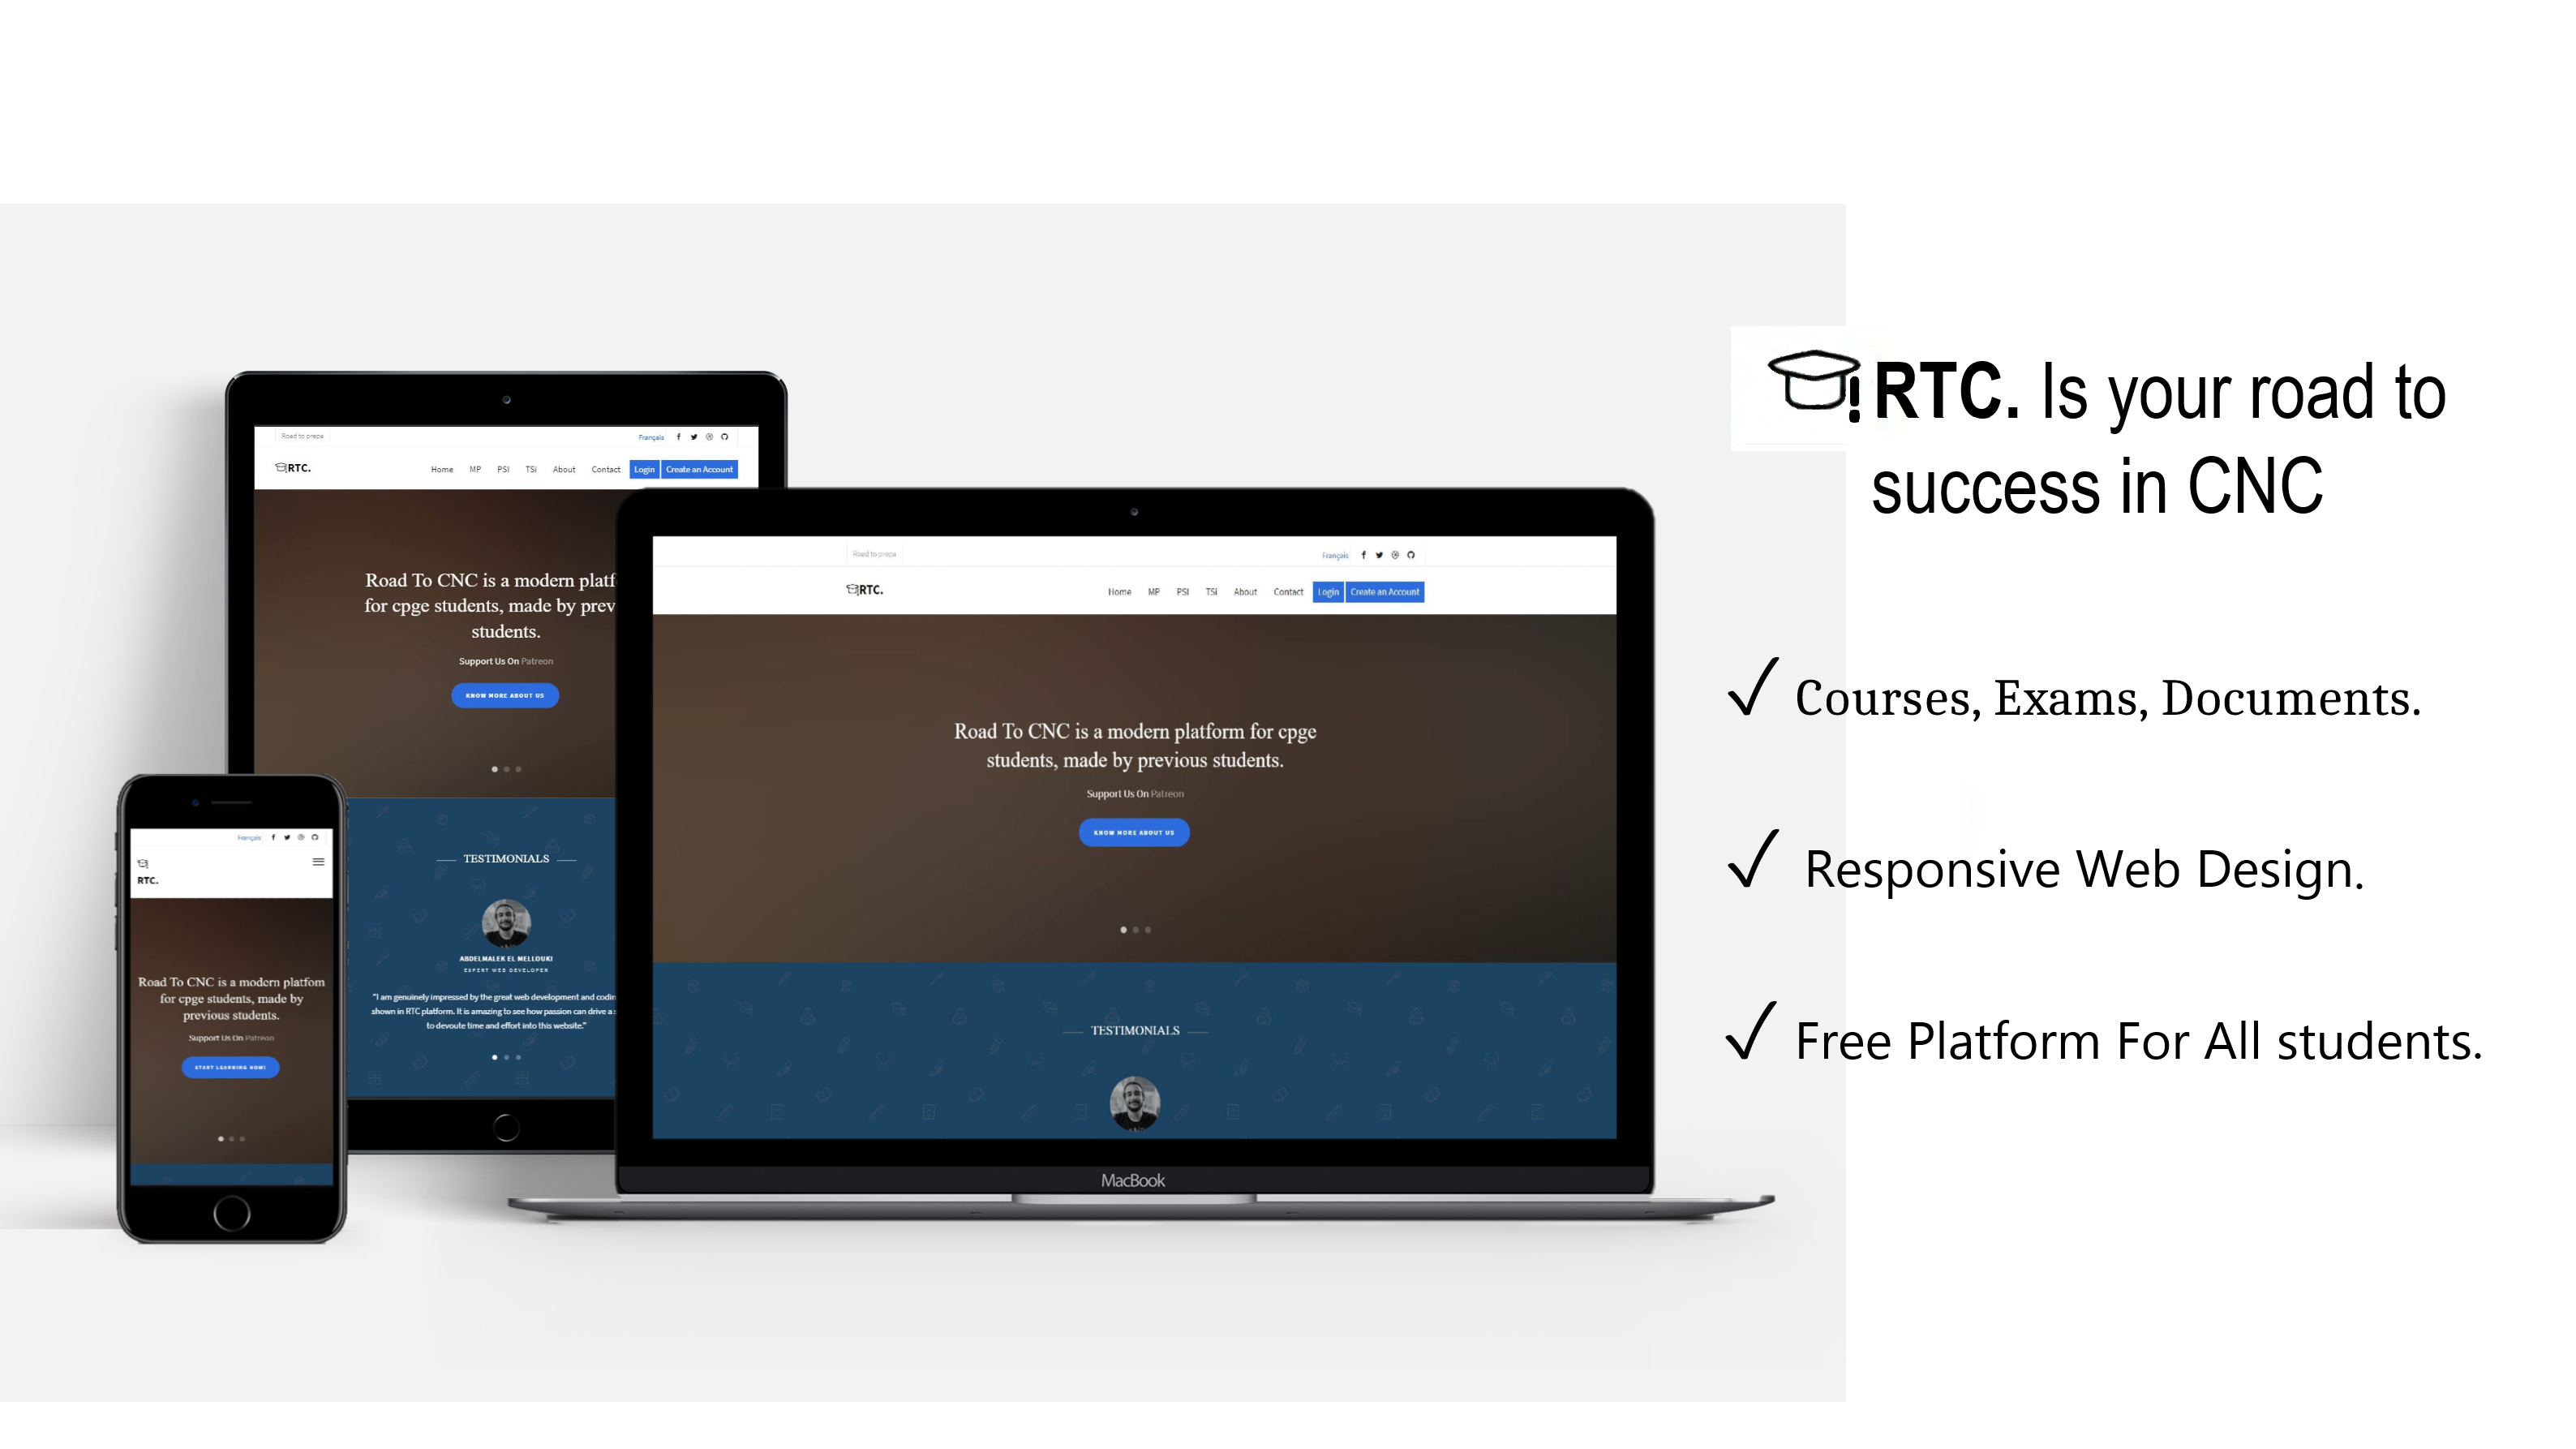 RTC. Is your road to
success in CNC
✓ Courses, Exams, Documents.
✓ Responsive Web Design.
✓ Free Platform For All students.
Road to prepa
Français
RTC.
Home MP PSI TSi About Contact Login Create an Account
Road To CNC is a modern platf
for cpge students, made by prev
students.
Support Us On Patreon
KNOW MORE ABOUT US
TESTIMONIALS
ABDELMALEK EL MELLOUKI
EXPERT WEB DEVELOPER
"I am genuinely impressed by the great web development and codin
shown in RTC platform. It is amazing to see how passion can drive a s
to devoute time and effort into this website."
Road to prepa
Français
RTC.
Home MP PSI TSi About Contact Login Create an Account
Road To CNC is a modern platform for cpge
students, made by previous students.
Support Us On Patreon
KNOW MORE ABOUT US
TESTIMONIALS
MacBook
Français
RTC.
Road To CNC is a modern platfom
for cpge students, made by
previous students.
Support Us On Patreon
START LEARNING NOW!